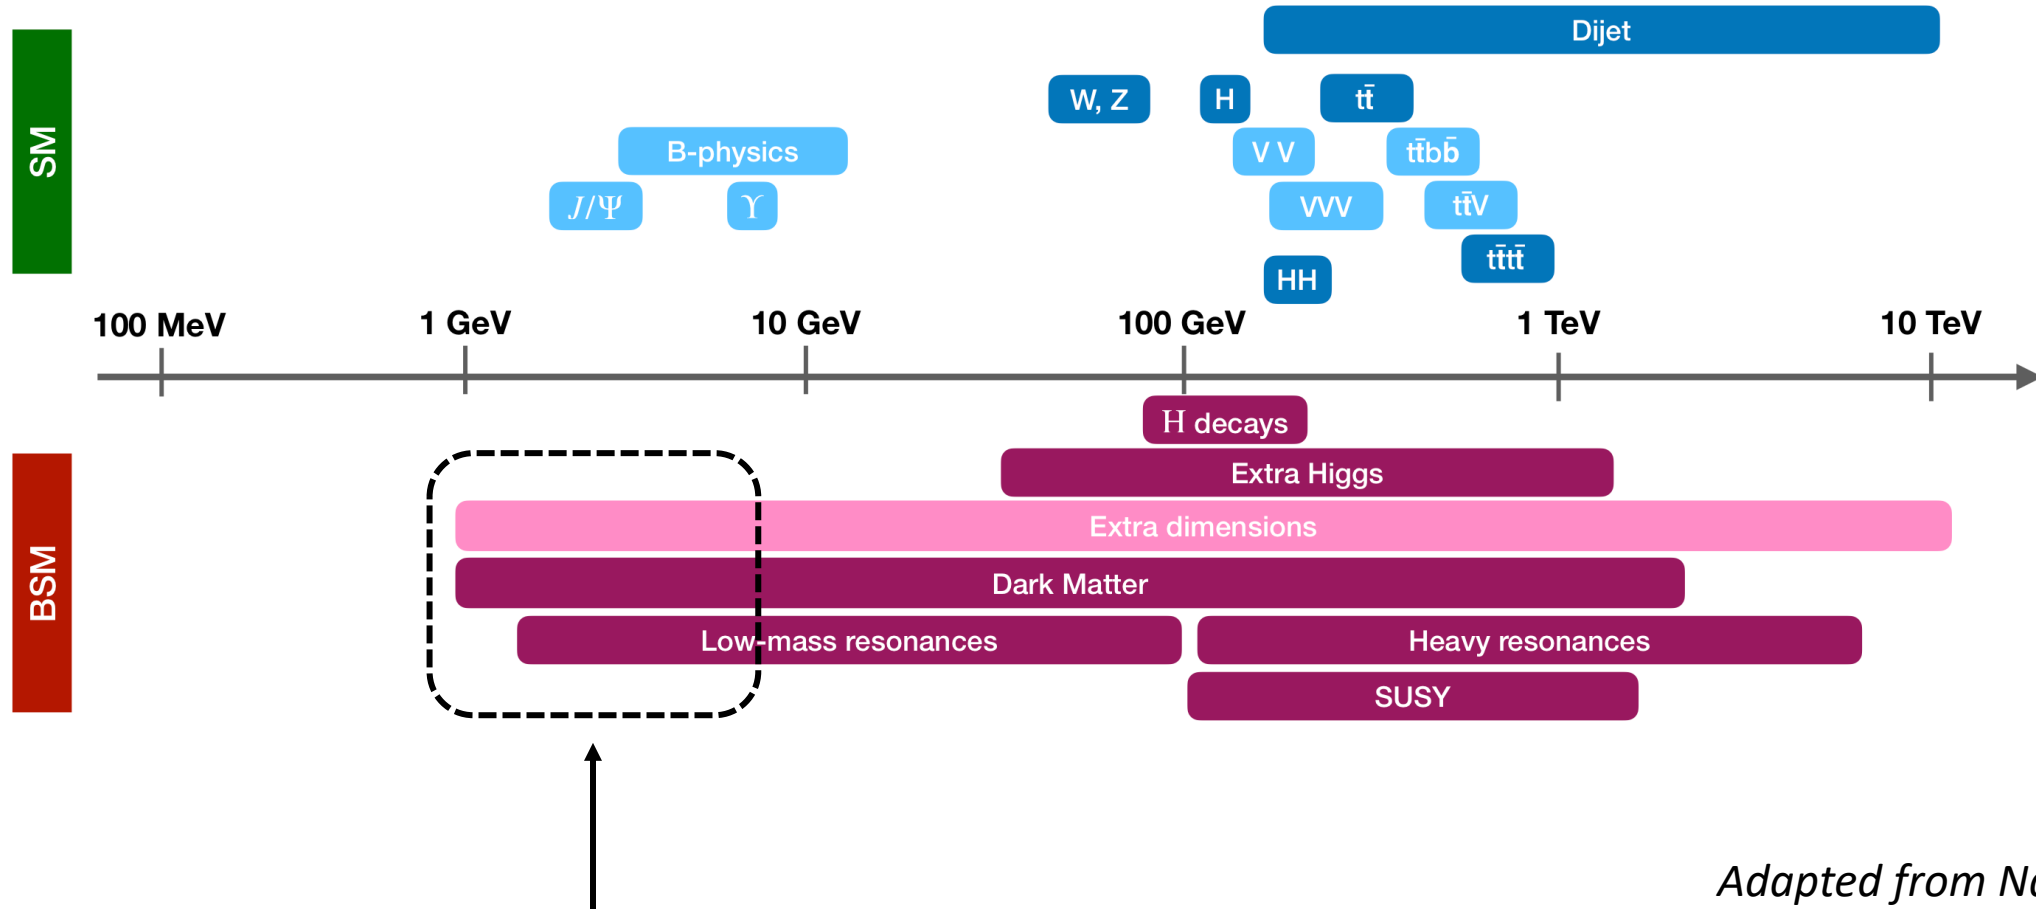 SM
Dijet
W, Z
H
tt̄
B-physics
V V
tt̄bb̄
J/Ψ
ϒ
VVV
tt̄V
tt̄tt̄
HH
100 MeV
1 GeV
10 GeV
100 GeV
1 TeV
10 TeV
BSM
H decays
Extra Higgs
Extra dimensions
Dark Matter
Low-mass resonances
Heavy resonances
SUSY
Adapted from